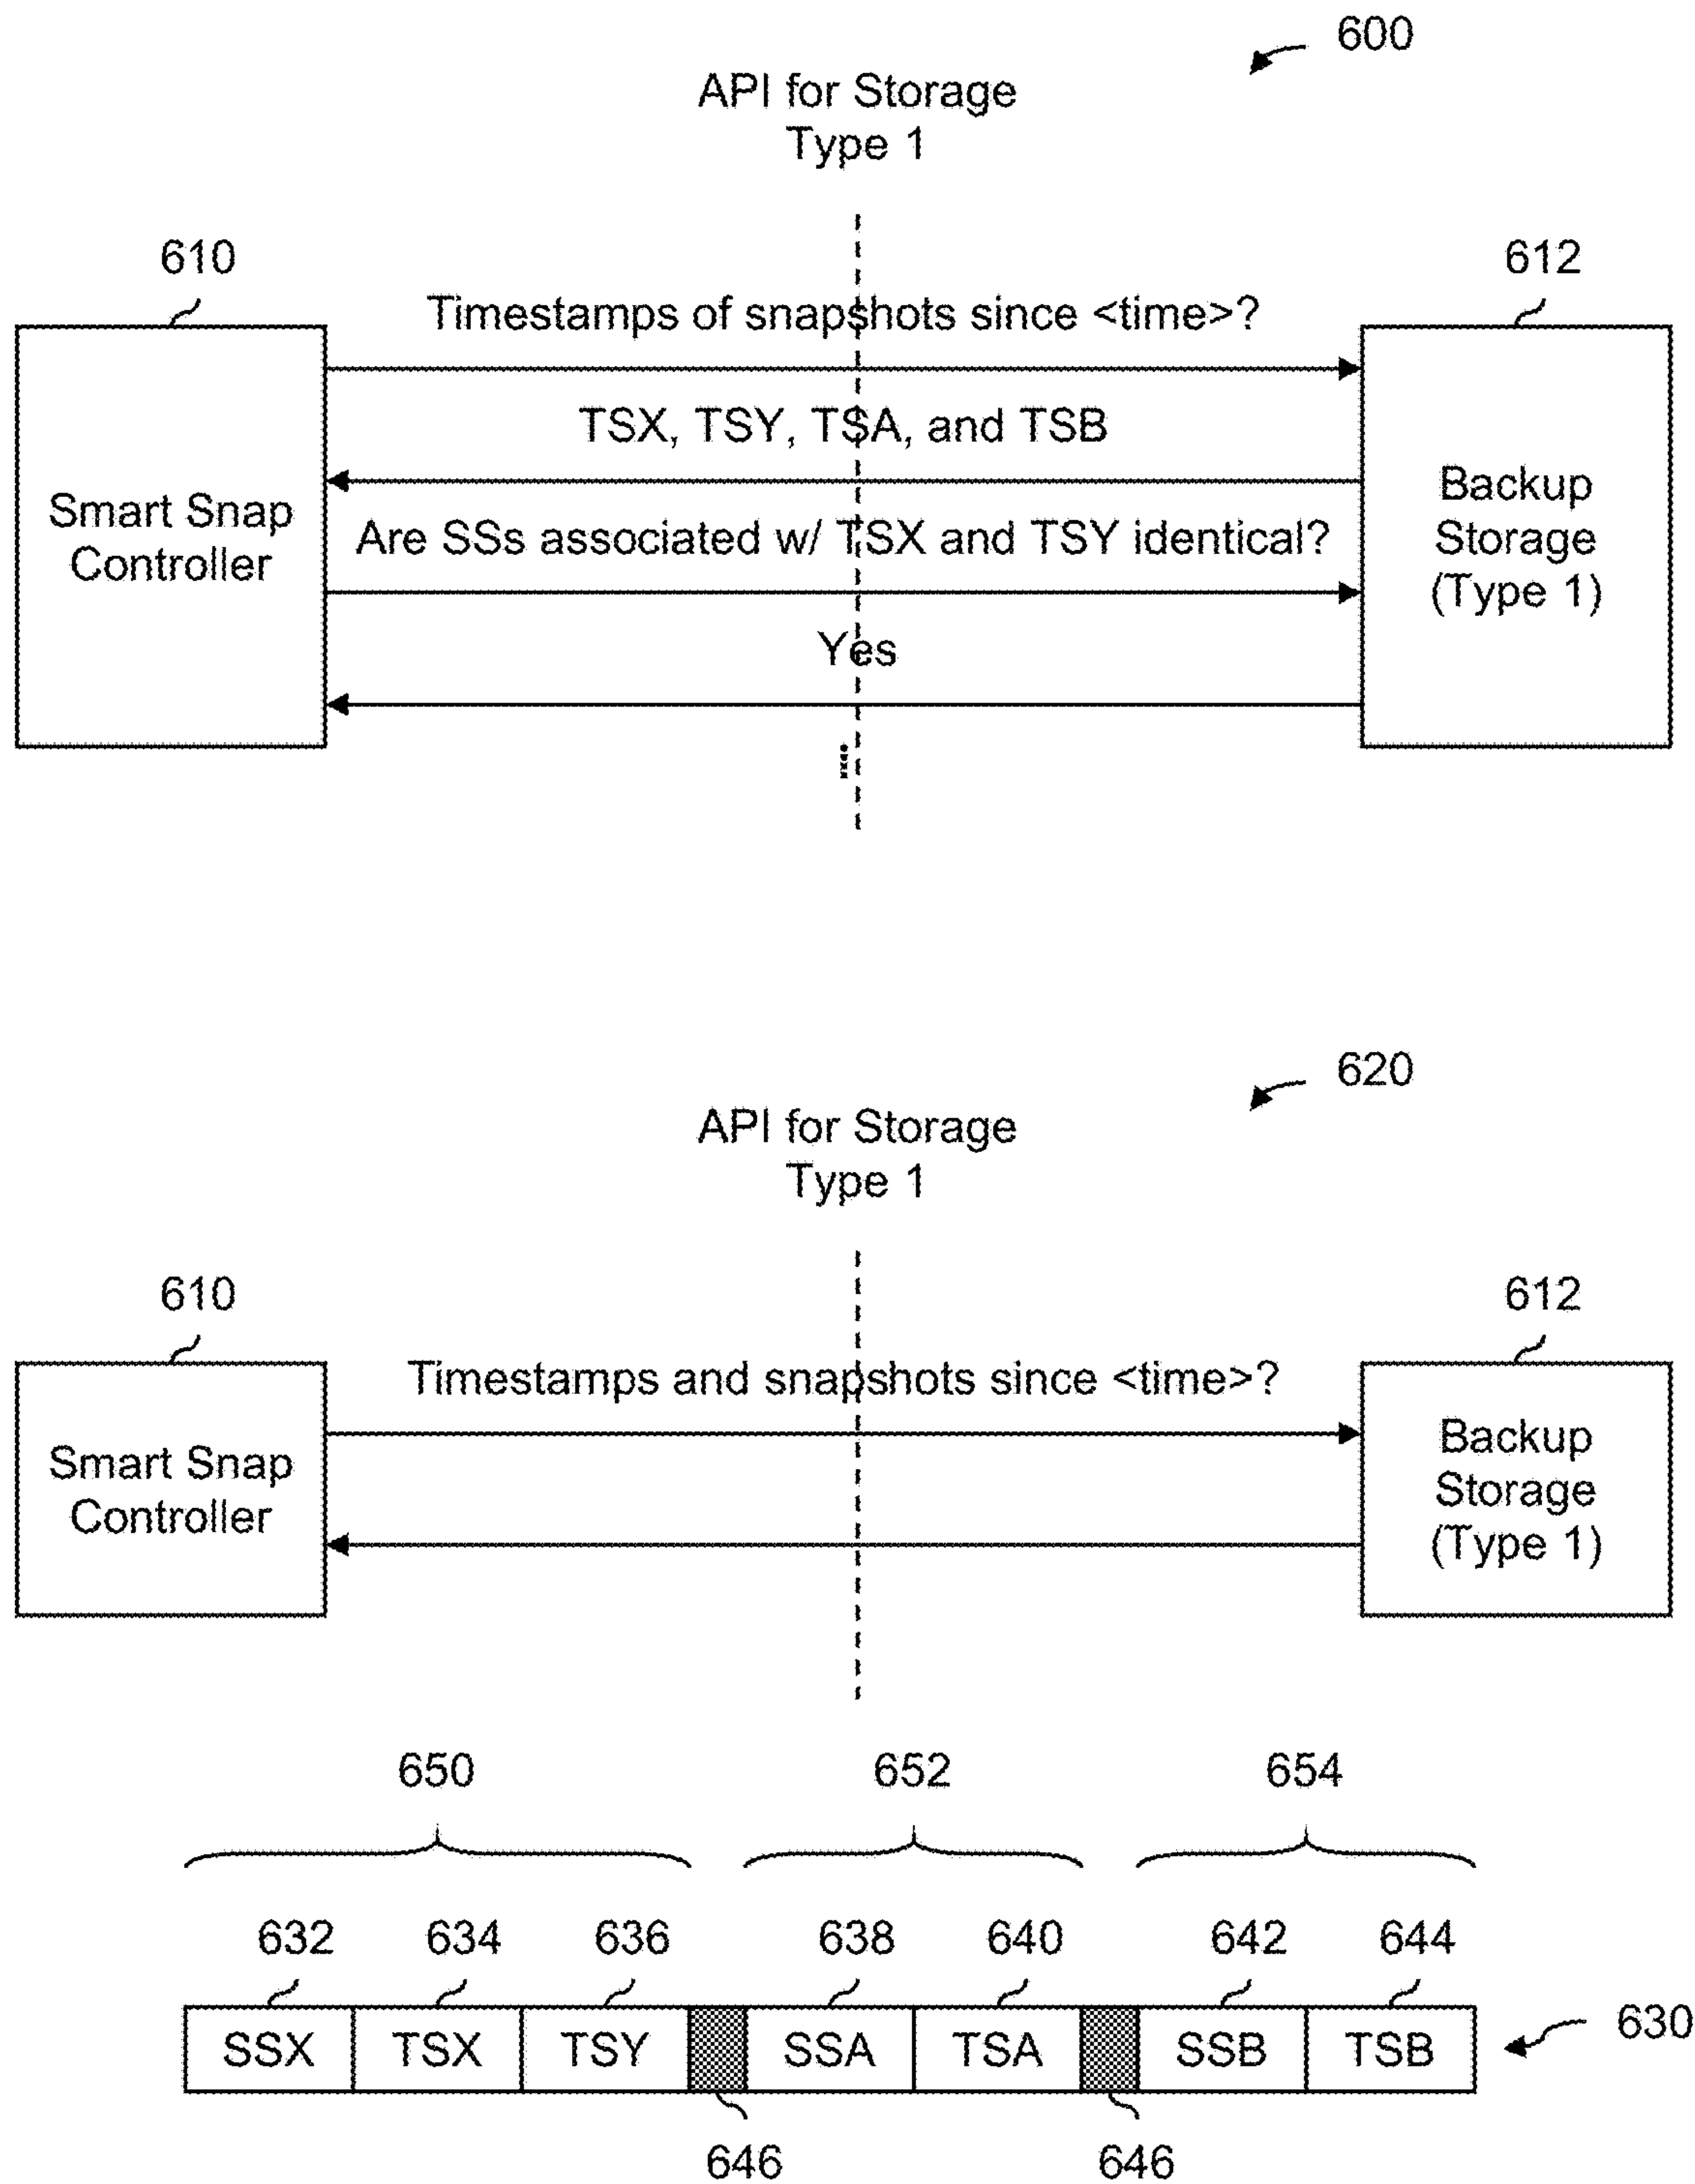 600
API for Storage
Type 1
610
612
Timestamps of snapshots since <time>?
TSX, TSY, TSA, and TSB
Are SSs associated w/ TSX and TSY identical?
Yes
Smart Snap
Controller
Backup
Storage
(Type 1)
620
API for Storage
Type 1
610
612
Timestamps and snapshots since <time>?
Smart Snap
Controller
Backup
Storage
(Type 1)
650 652 654
632 634 636 638 640 642 644
SSX TSX TSY SSA TSA SSB TSB
630
646 646